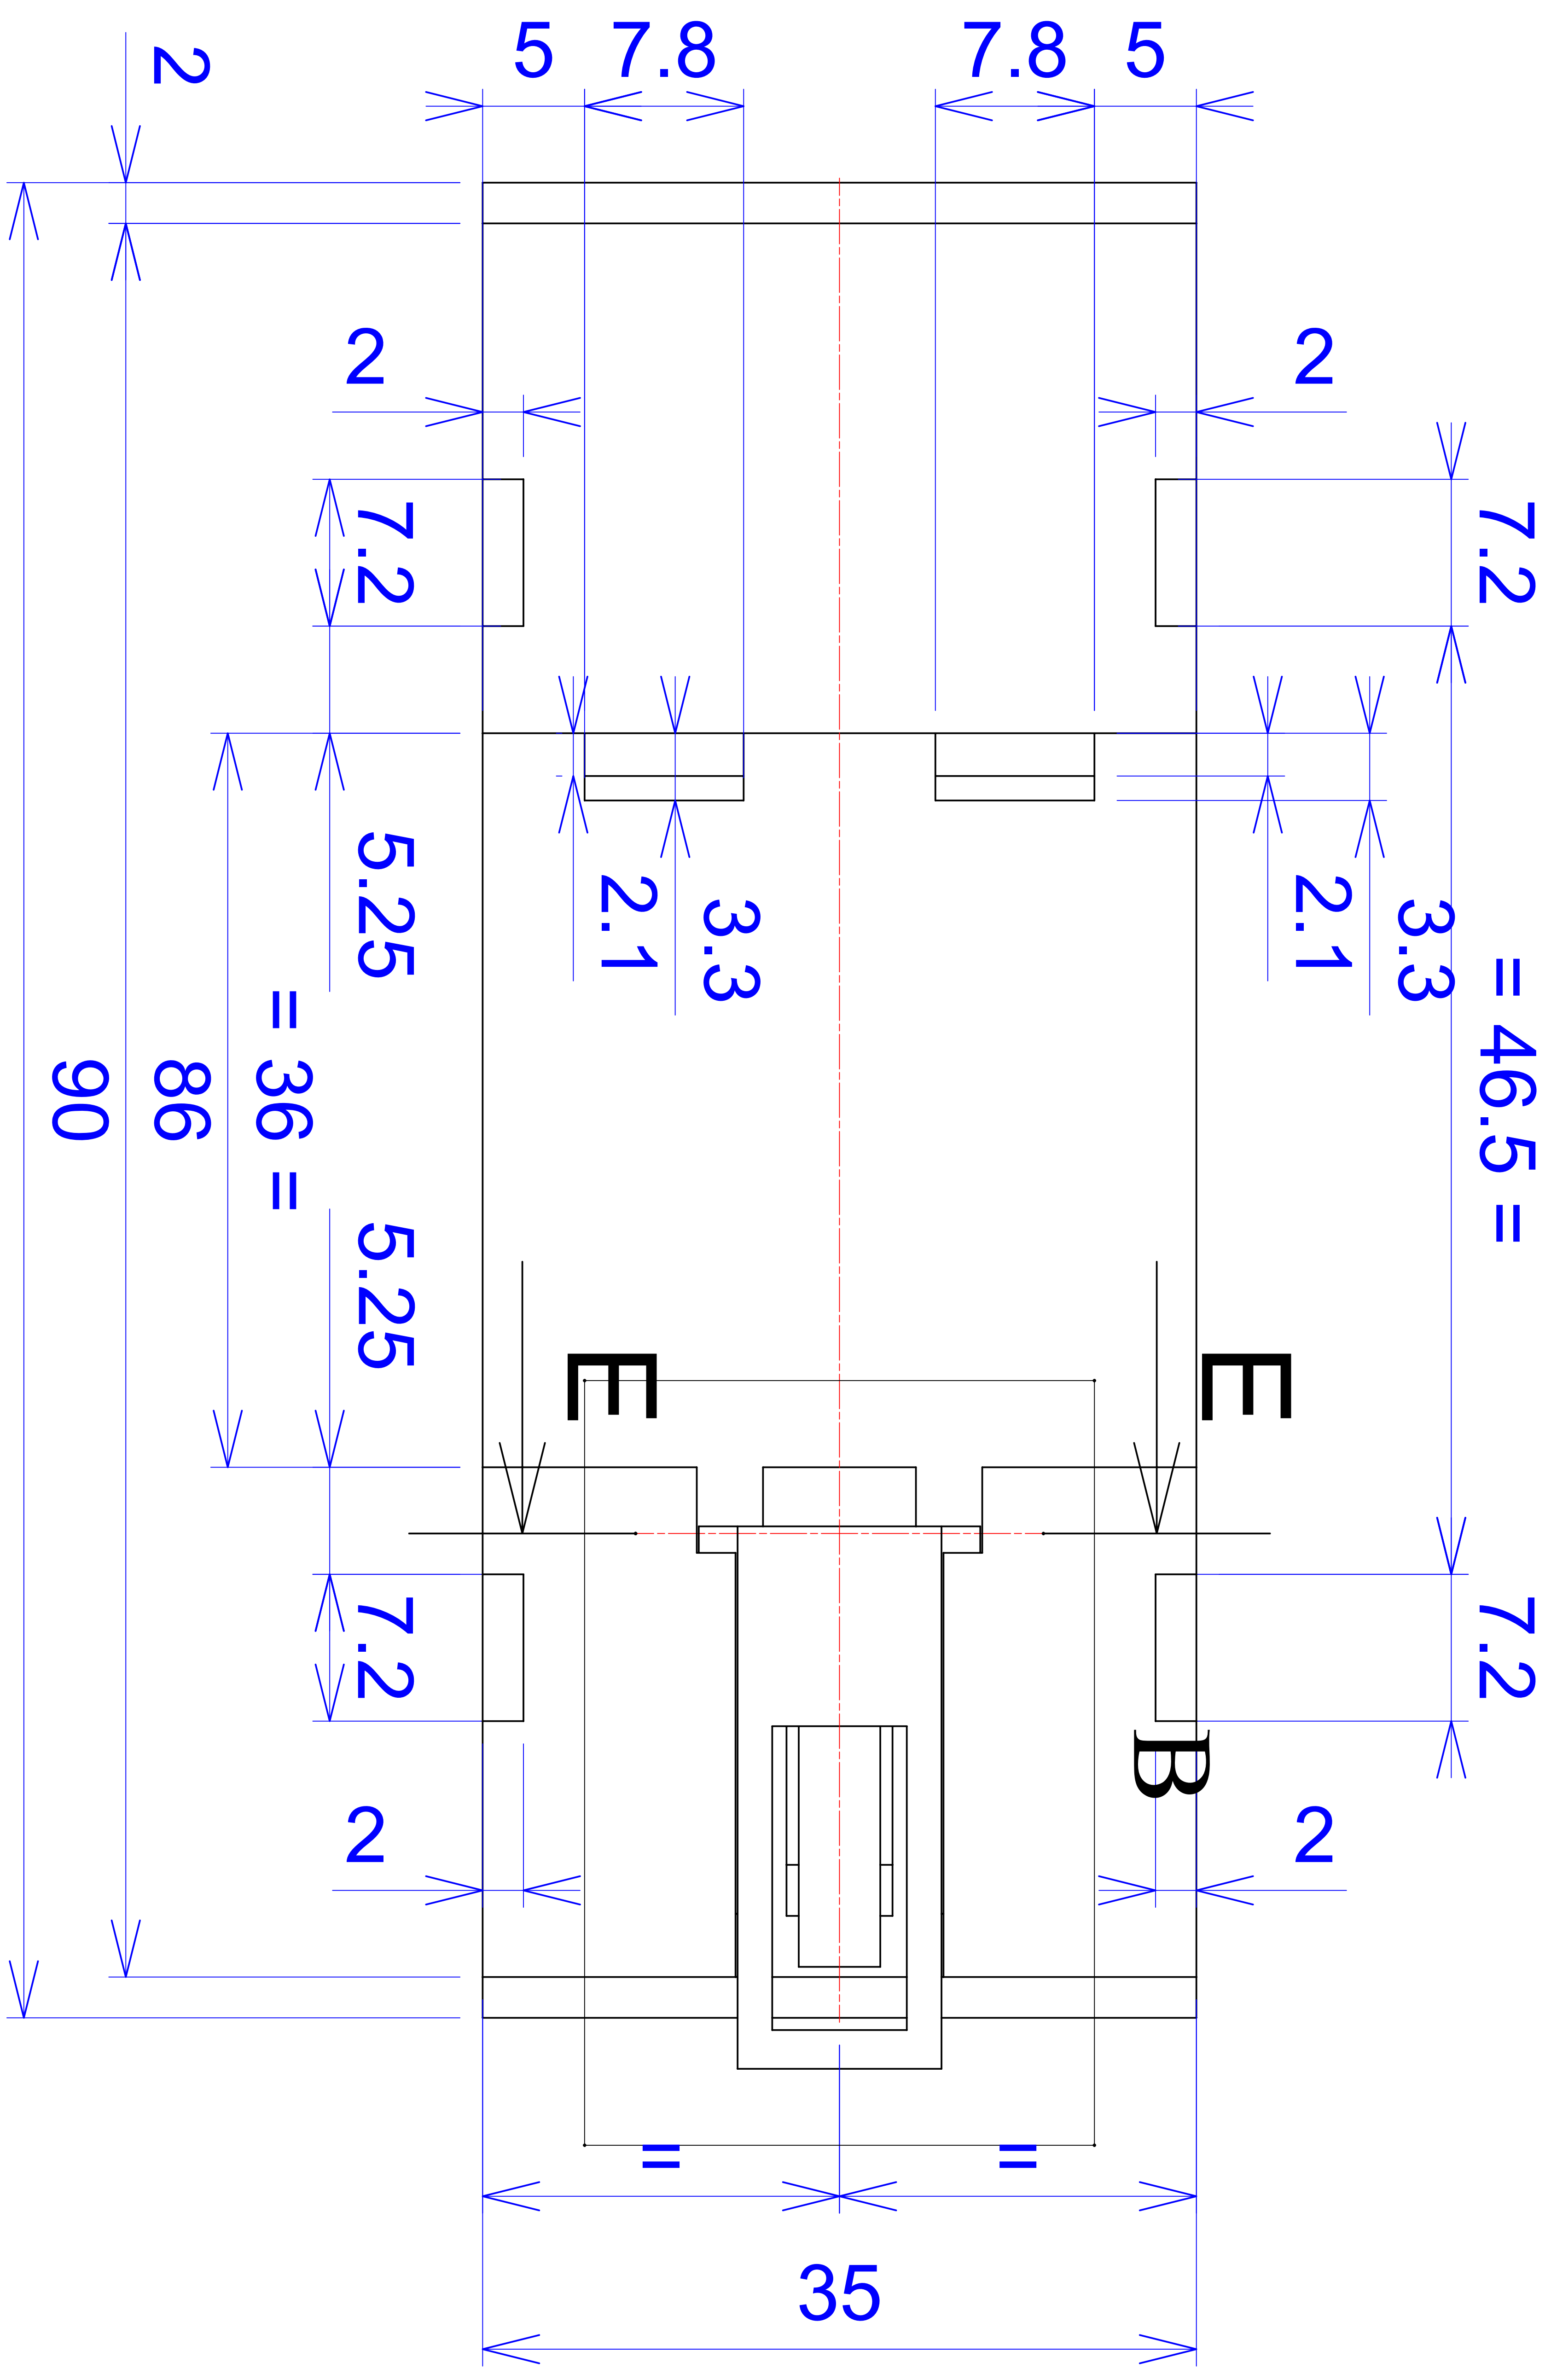 5 7.8 7.8 5
2
2 2
7.2 7.2
5.25 2.1 3.3 2.1 3.3
= 46.5 =
= 36 =
86
90
5.25
E E
7.2 7.2
B
2 2
= =
35